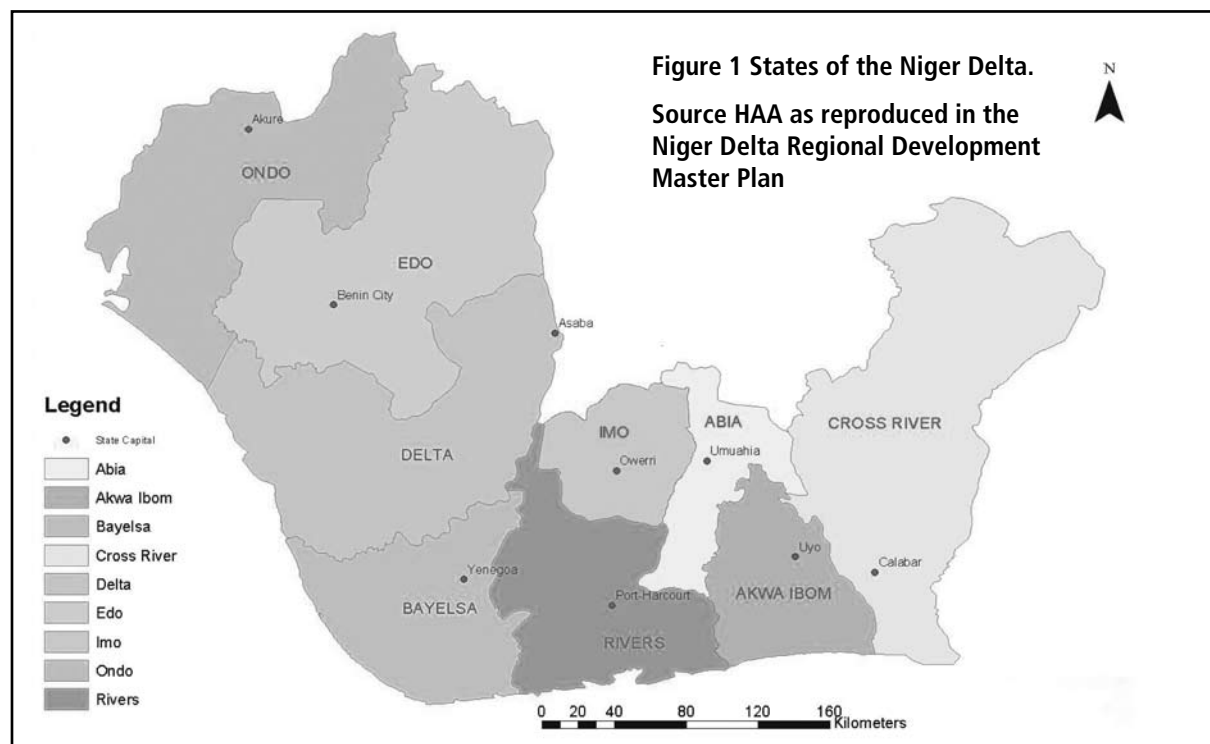 Figure 1 States of the Niger Delta.
Source HAA as reproduced in the
Niger Delta Regional Development
Master Plan
N
Akure
ONDO
EDO
Benin City
Asaba
Legend
State Capital
Abia
Akwa Ibom
Bayelsa
Cross River
Delta
Edo
Imo
Ondo
Rivers
DELTA
IMO
Owerri
ABIA
Umuahia
CROSS RIVER
Yenegoa
BAYELSA
Port-Harcourt
RIVERS
Uyo
AKWA IBOM
Calabar
0 20 40 80 120 160
Kilometers